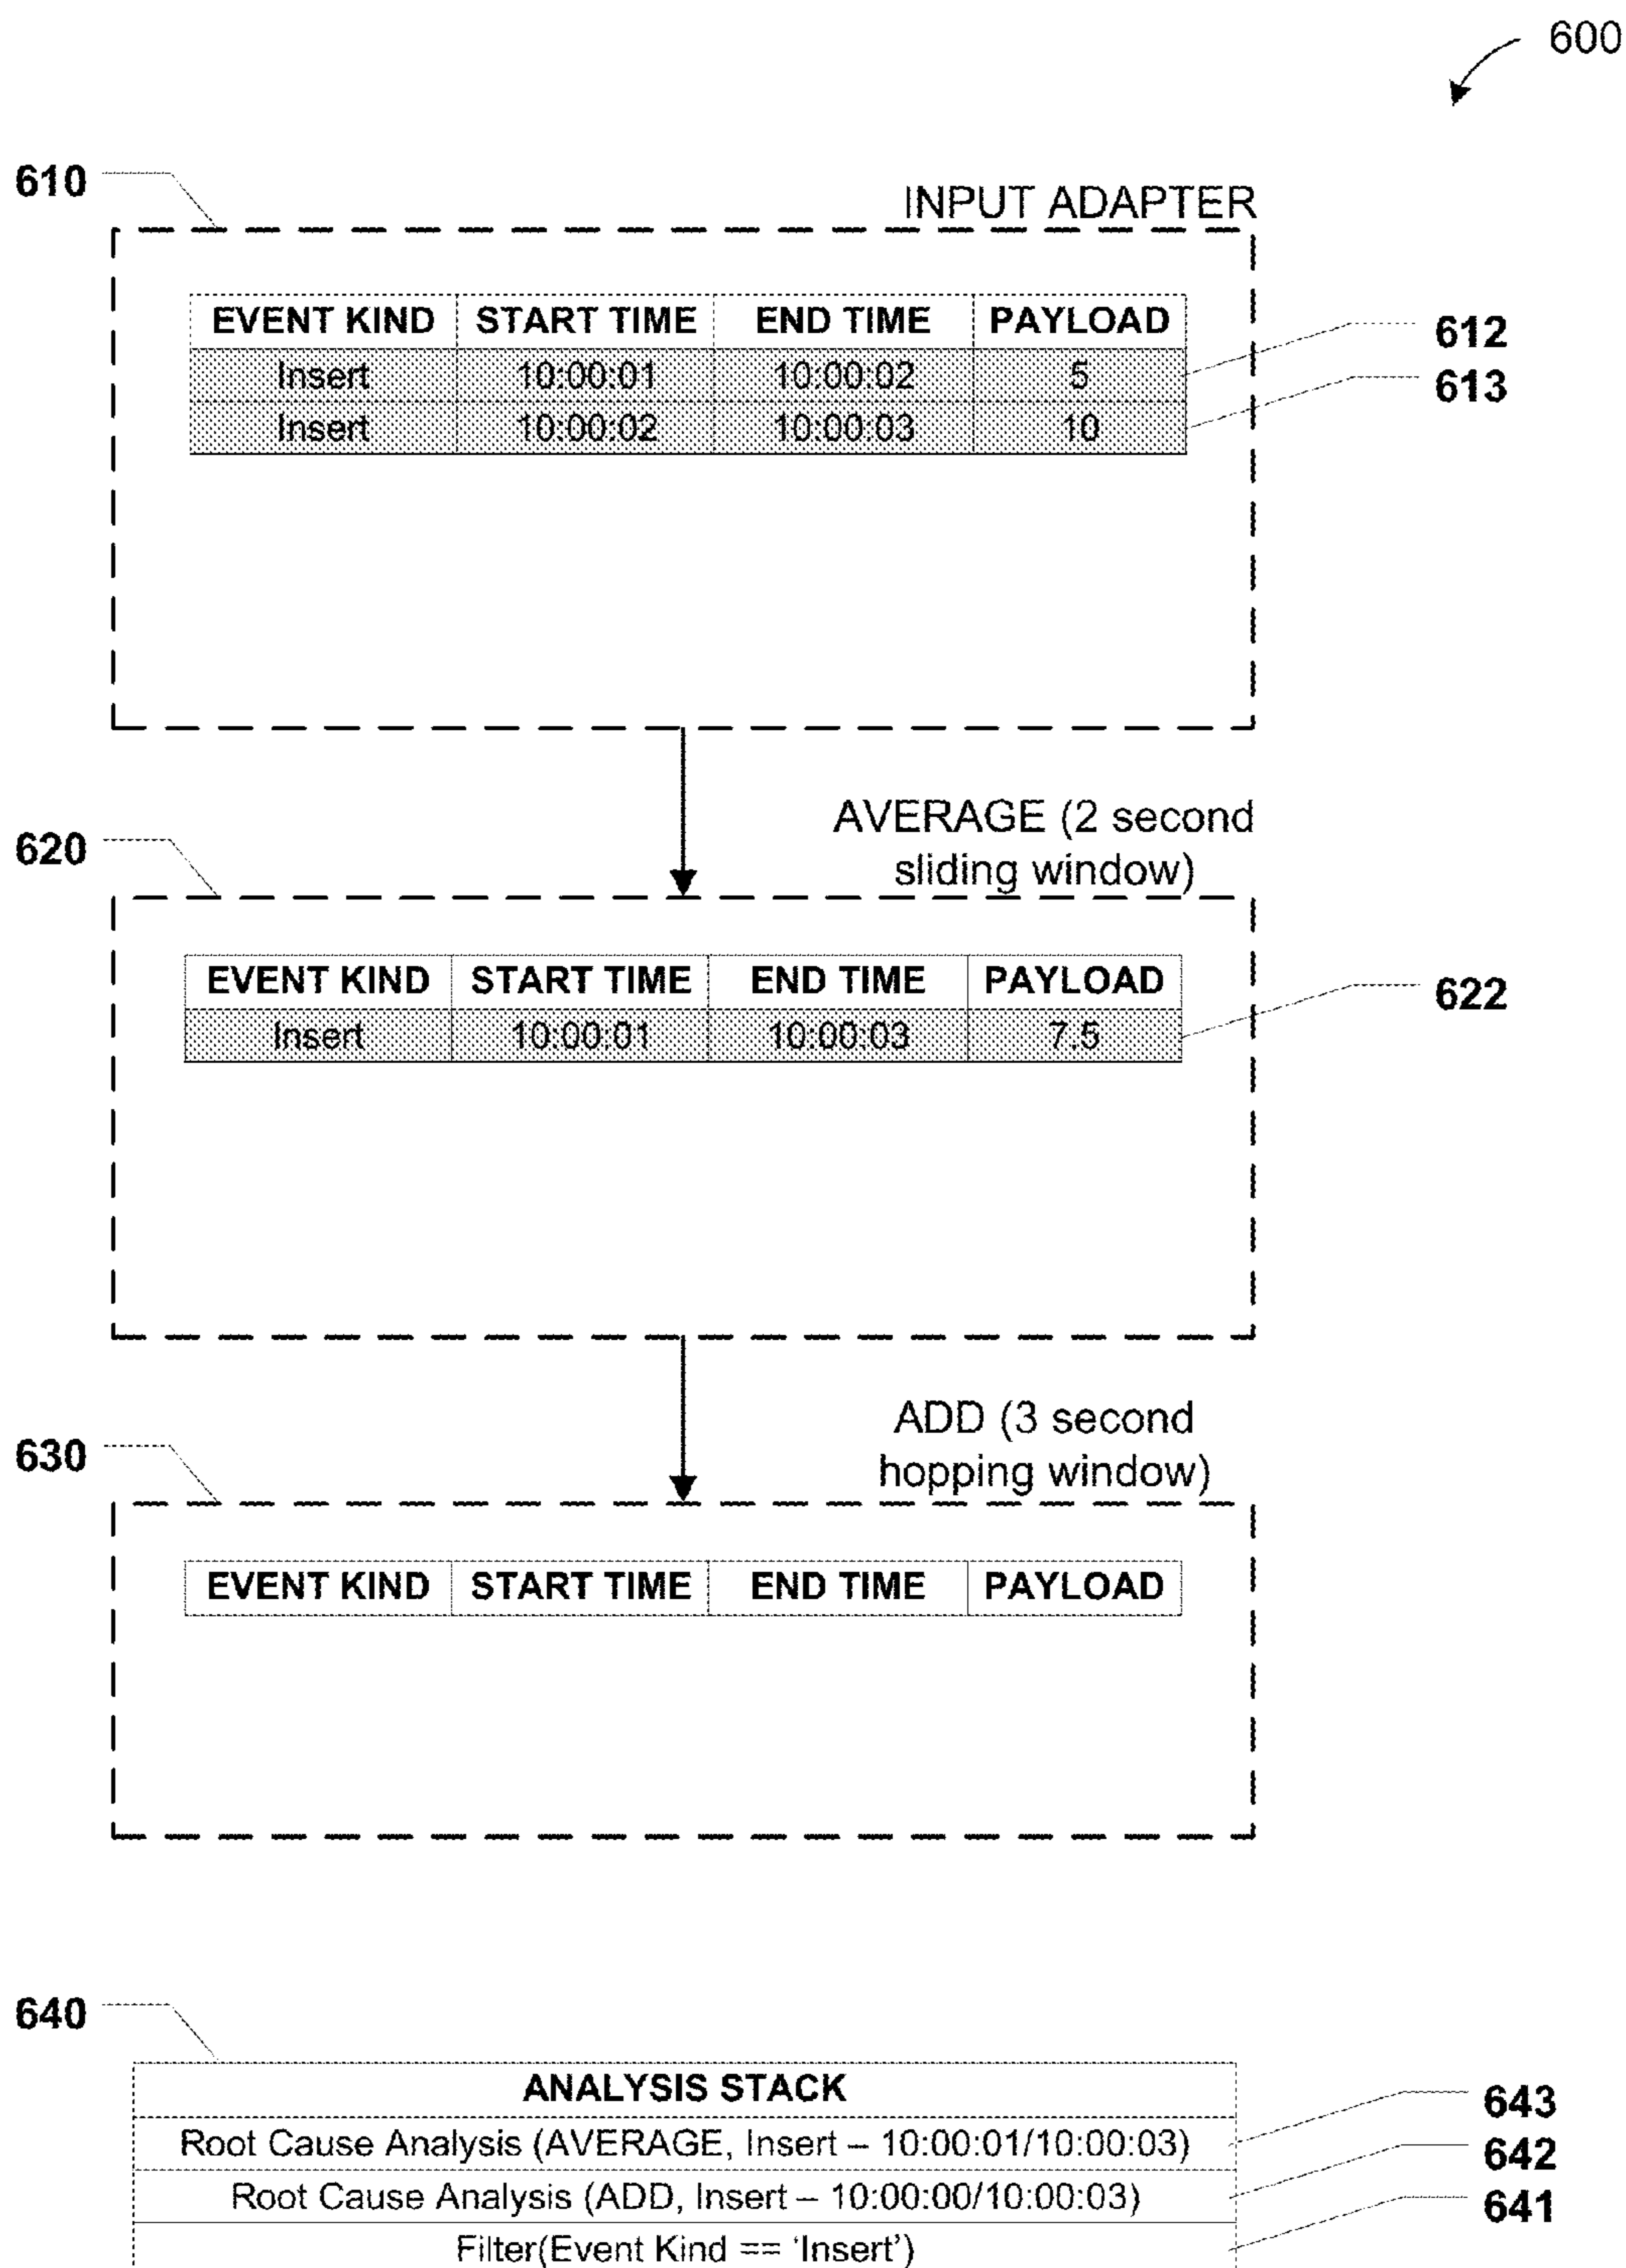 600
610
INPUT ADAPTER
EVENT KIND START TIME END TIME PAYLOAD
Insert 10:00:01 10:00:02 5
612
Insert 10:00:02 10:00:03 10
613
AVERAGE (2 second
sliding window)
620
EVENT KIND START TIME END TIME PAYLOAD
Insert 10:00:01 10:00:03 7.5
622
ADD (3 second
hopping window)
630
EVENT KIND START TIME END TIME PAYLOAD
640
ANALYSIS STACK
Root Cause Analysis (AVERAGE, Insert – 10:00:01/10:00:03)
643
Root Cause Analysis (ADD, Insert – 10:00:00/10:00:03)
642
Filter(Event Kind == 'Insert')
641